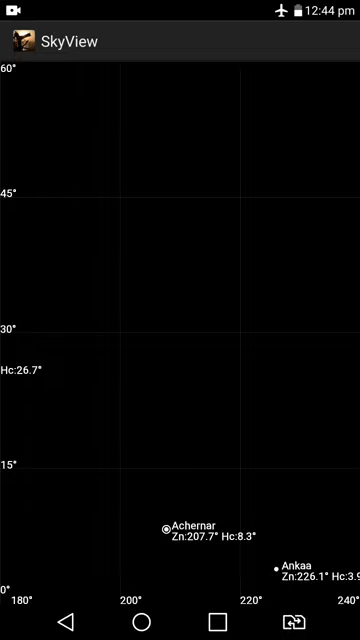 12:44 pm
SkyView
60°
45°
30°
Hc:26.7°
15°
Achernar
Zn:207.7° Hc:8.3°
Ankaa
Zn:226.1° Hc:3.9
0°
180° 200° 220° 240°